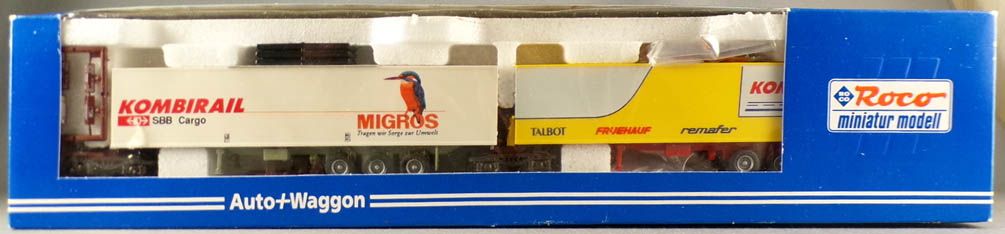 KOMBIRAIL
SBB Cargo
MIGROS
Tragen wir Sorge zur Umwelt
KOM
TALBOT FRUEHAUF remafer
ROCO Roco
miniatur modell
Auto+Waggon